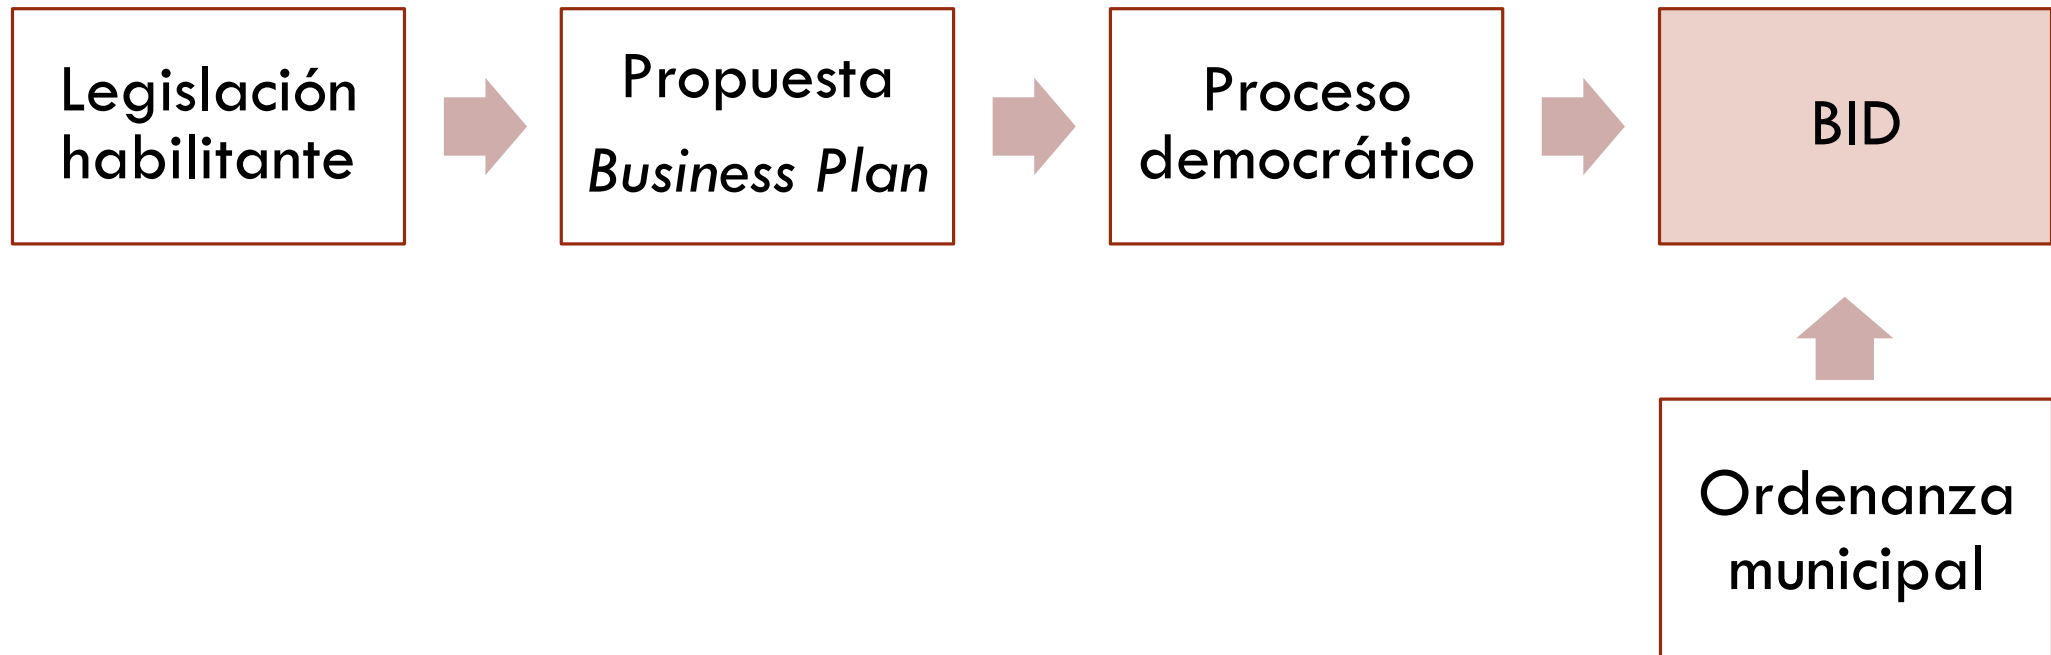 Legislación
habilitante
Propuesta
Business Plan
Proceso
democrático
BID
Ordenanza
municipal